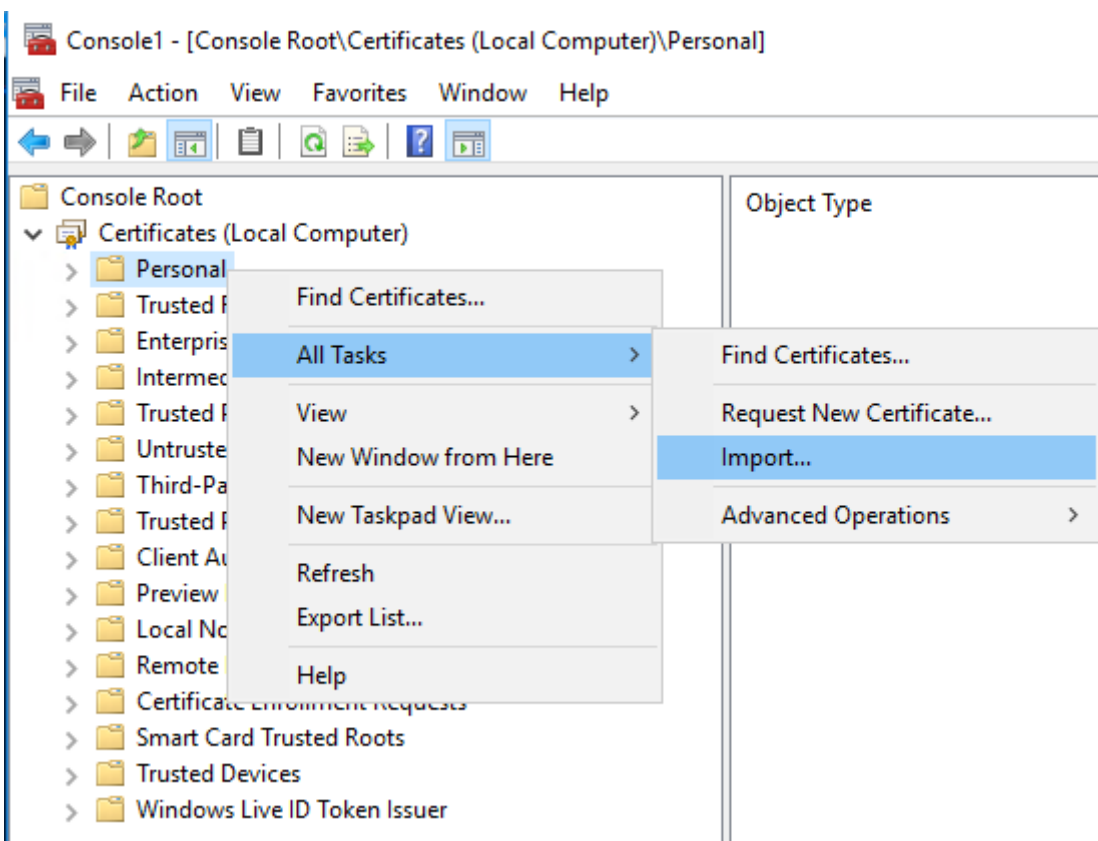 Console1 - [Console Root\Certificates (Local Computer)\Personal]
File Action View Favorites Window Help
Console Root
Certificates (Local Computer)
Personal
Trusted
Enterpris
Intermed
Trusted
Untruste
Third-Pa
Trusted
Client Au
Preview
Local No
Remote
Certificate Enrollment Requests
Smart Card Trusted Roots
Trusted Devices
Windows Live ID Token Issuer
Find Certificates...
All Tasks
View
New Window from Here
New Taskpad View...
Refresh
Export List...
Help
Find Certificates...
Request New Certificate...
Import...
Advanced Operations
Object Type